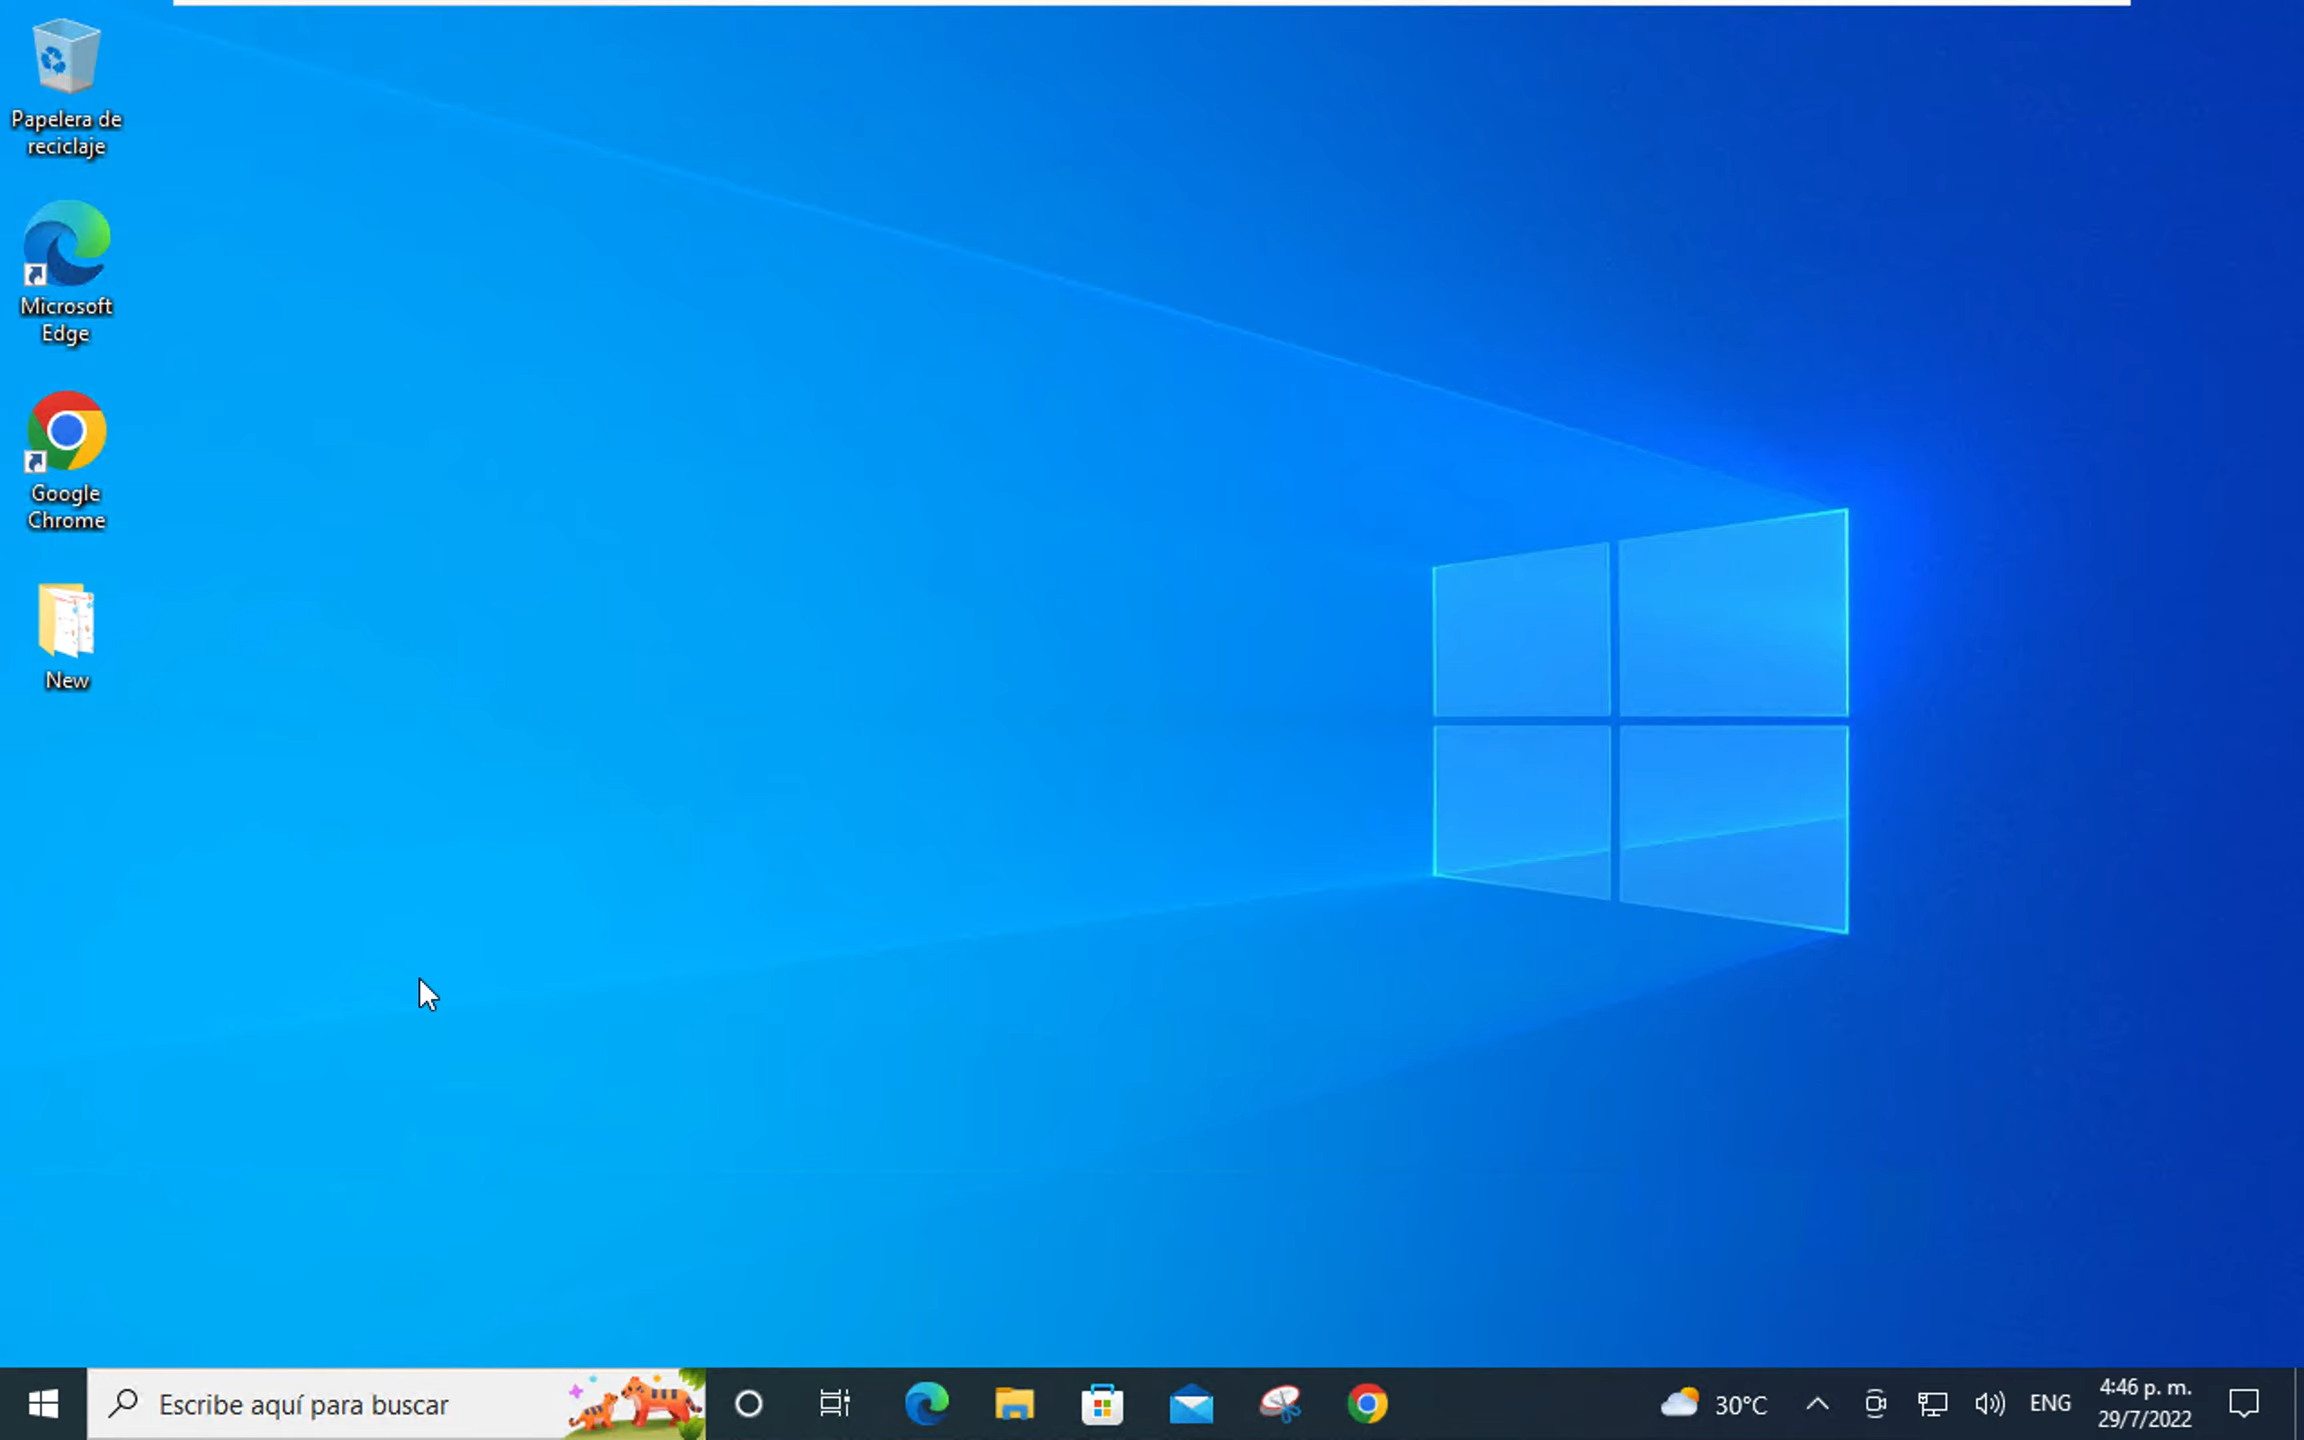 Papelera de
reciclaje
Microsoft
Edge
Google
Chrome
New
Escribe aquí para buscar
30°C
ENG
4:46 p. m.
29/7/2022